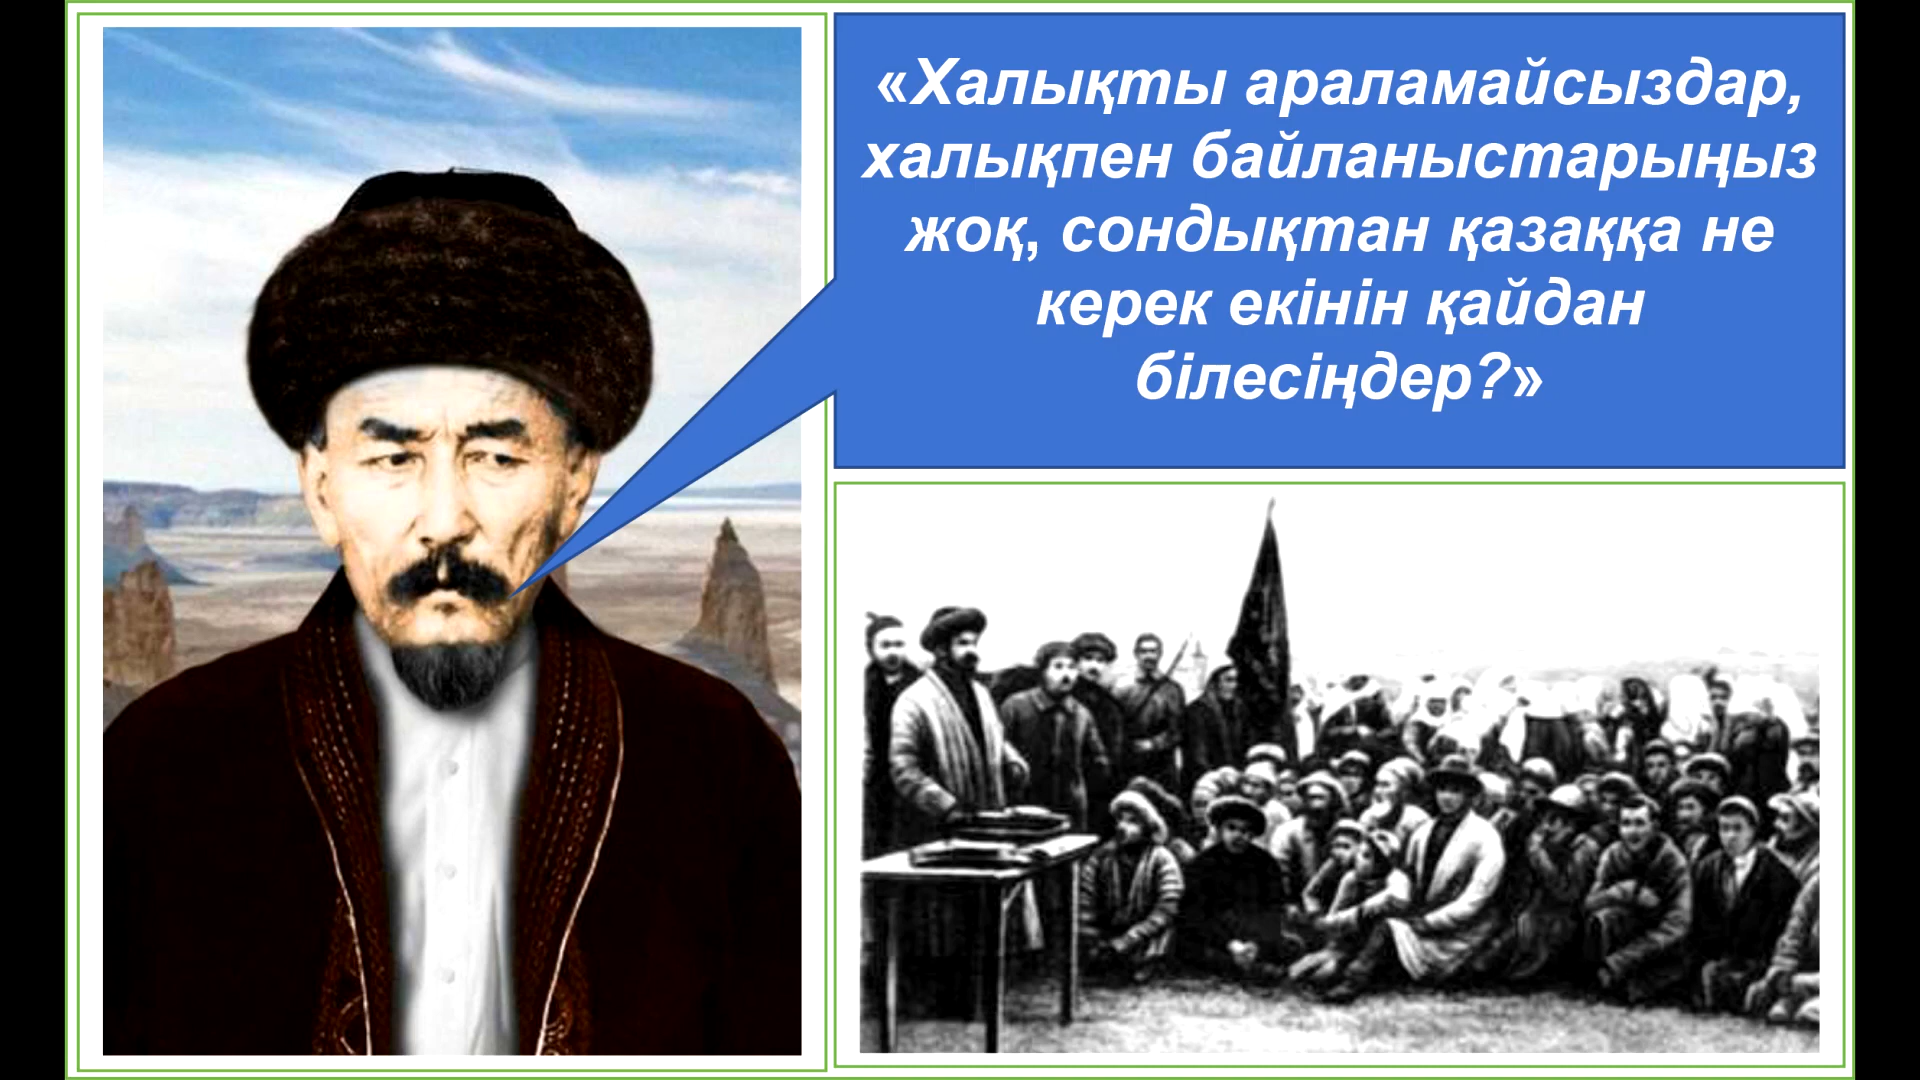 «Халықты араламайсыздар,
халықпен байланыстарыңыз
жоқ, сондықтан қазаққа не
керек екінін қайдан
білесіңдер?»